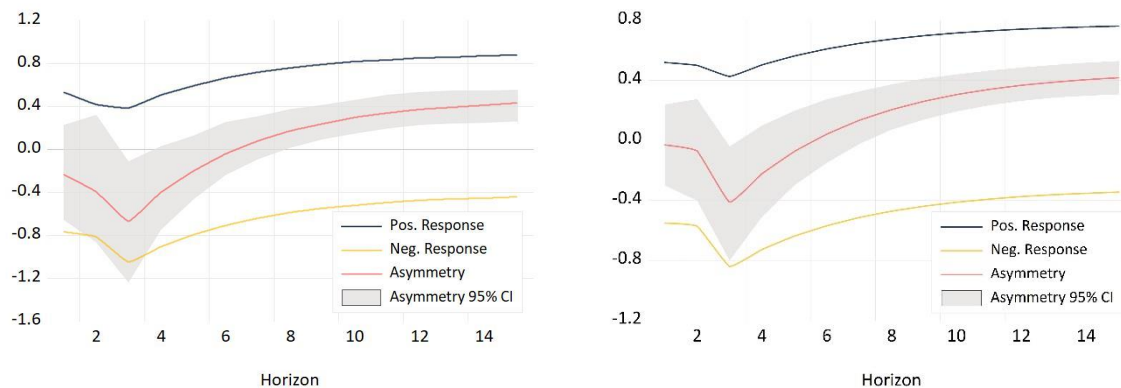 1.2
0.8
0.4
0.0
-0.4
-0.8
-1.2
-1.6
Pos. Response
Neg. Response
Asymmetry
Asymmetry 95% CI
2 4 6 8 10 12 14
Horizon
0.8
0.4
0.0
-0.4
-0.8
-1.2
Pos. Response
Neg. Response
Asymmetry
Asymmetry 95% CI
2 4 6 8 10 12 14
Horizon